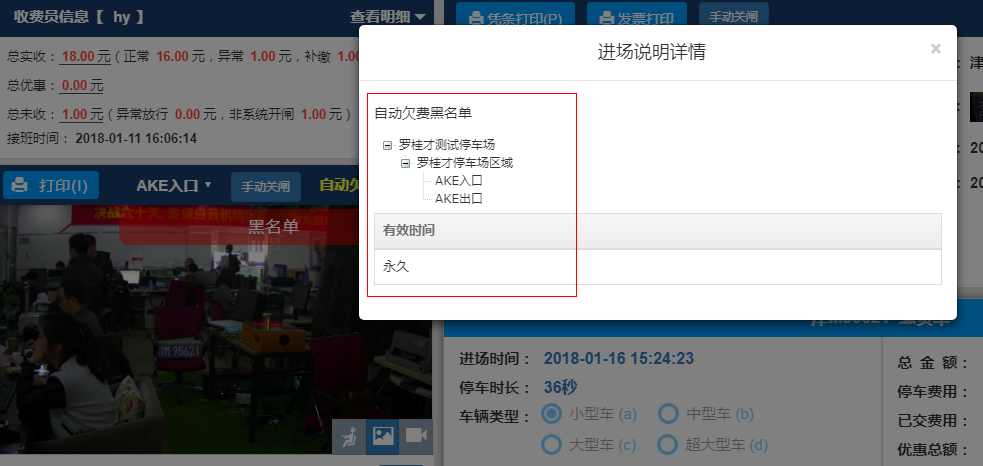 收费员信息【 hy 】
查看明细
总实收：18.00 元 ( 正常 16.00 元，异常 1.00 元，补缴 1.00
总优惠：0.00 元
总未收：1.00 元 ( 异常放行 0.00 元，非系统开闸 1.00 元 )
接班时间：2018-01-11 16:06:14
打印(I)
AKE入口
手动关闸
自动欠
黑名单
凭条打印(P)
发票打印
手动关闸
进场说明详情
×
自动欠费黑名单
罗桂才测试停车场
罗桂才停车场区域
AKE入口
AKE出口
有效时间
永久
： 津
： 20
： 20
进场时间： 2018-01-16 15:24:23
停车时长： 36秒
车辆类型： 小型车 (a) 中型车 (b)
大型车 (c) 超大型车 (d)
总 金 额：
停车费用：
已交费用：
优惠总额：